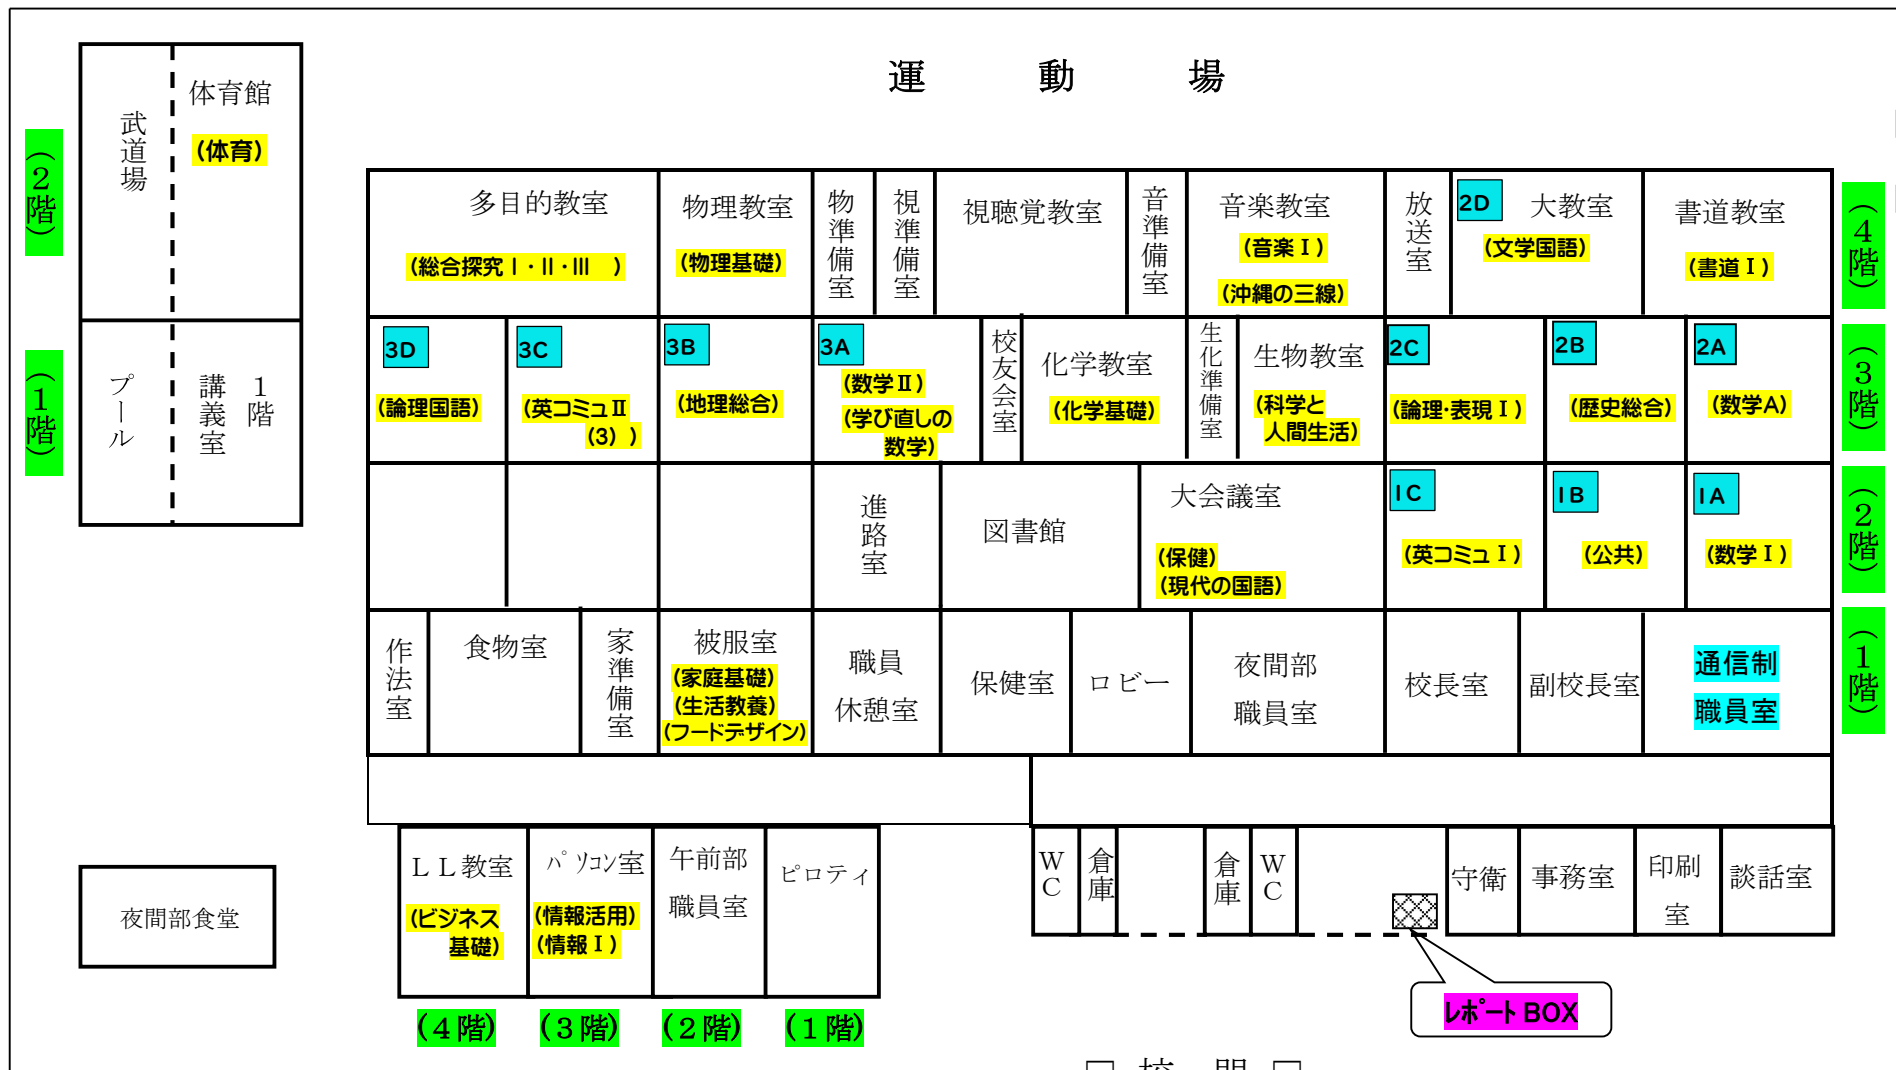 運動場
武道場
体育館
(体育)
(2階)
プール
講義室
1階
(1階)
多目的教室
(総合探究Ⅰ・Ⅱ・Ⅲ )
物理教室
(物理基礎)
物準備室
視準備室
視聴覚教室
音準備室
音楽教室
(音楽Ⅰ)
(沖縄の三線)
放送室
2D
大教室
(文学国語)
書道教室
(書道Ⅰ)
(4階)
3D
(論理国語)
3C
(英コミュⅡ
(3) )
3B
(地理総合)
3A
(数学Ⅱ)
(学び直しの
数学)
校友会室
化学教室
(化学基礎)
生化準備室
生物教室
(科学と
人間生活)
2C
(論理・表現Ⅰ)
2B
(歴史総合)
2A
(数学A)
(3階)
進路室
図書館
大会議室
(保健)
(現代の国語)
1C
(英コミュⅠ)
1B
(公共)
1A
(数学Ⅰ)
(2階)
作法室
食物室
家準備室
被服室
(家庭基礎)
(生活教養)
(フードデザイン)
職員
休憩室
保健室
ロビー
夜間部
職員室
校長室
副校長室
通信制
職員室
(1階)
夜間部食堂
LL教室
(ビジネス
基礎)
(4階)
パソコン室
(情報活用)
(情報Ⅰ)
(3階)
午前部
職員室
(2階)
ピロティ
(1階)
WC
倉庫
倉庫
WC
守衛
事務室
印刷
室
談話室
レポートBOX
校 門